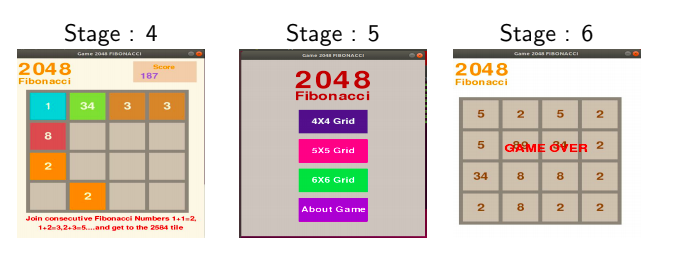 Stage : 4
Game 2048 FIBONACCI
2048
Fibonacci
Score
187
1 34 3 3
8
2
2
Join consecutive Fibonacci Numbers 1+1=2,
1+2=3,2+3=5....and get to the 2584 tile
Stage : 5
Game 2048 FIBONACCI
2048
Fibonacci
4X4 Grid
5X5 Grid
6X6 Grid
About Game
Stage : 6
Game 2048 FIBONACCI
2048
Fibonacci
5 2 5 2
5 34 2
GAME OVER
34 8 8 2
2 8 2 2